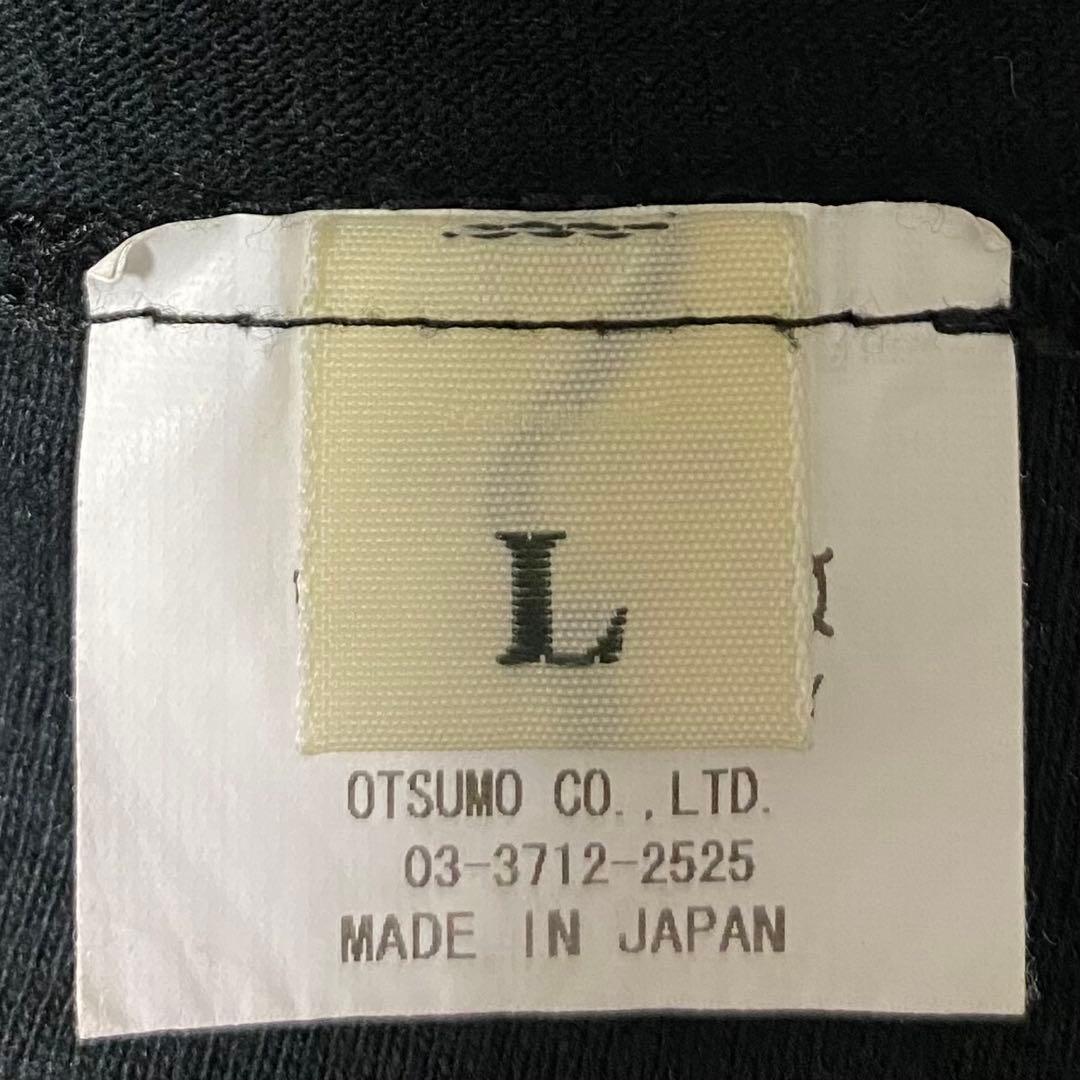 L
OTSUMO CO.,LTD.
03-3712-2525
MADE IN JAPAN